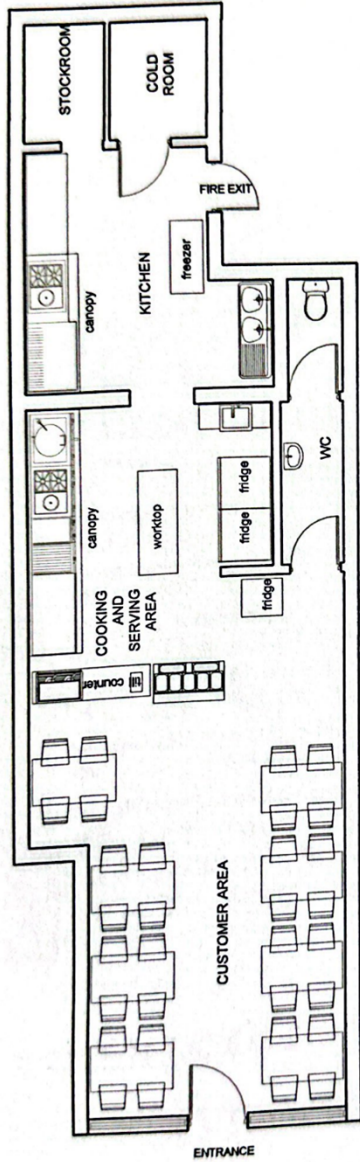 STOCKROOM
COLD
ROOM
FIRE EXIT
KITCHEN
freezer
canopy
canopy
worktop
fridge
fridge
fridge
WC
COOKING
AND
SERVING
AREA
counter
CUSTOMER AREA
ENTRANCE